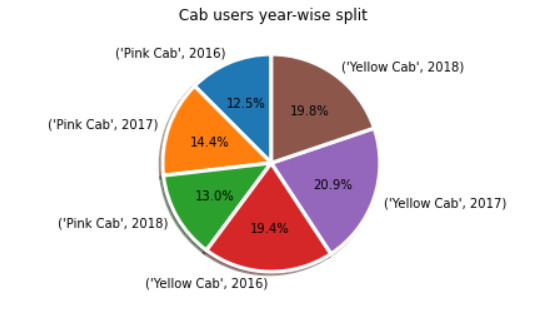 Cab users year-wise split
('Pink Cab', 2016)
('Yellow Cab', 2018)
12.5%
19.8%
('Pink Cab', 2017)
14.4%
20.9%
13.0%
('Yellow Cab', 2017)
('Pink Cab', 2018)
19.4%
('Yellow Cab', 2016)